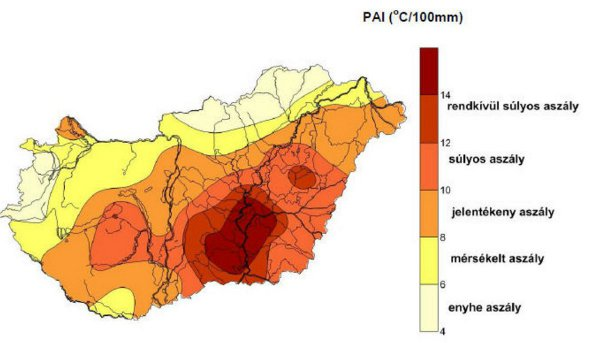 PAI (°C/100mm)
14
rendkívül súlyos aszály
12
súlyos aszály
10
jelentékeny aszály
8
mérsékelt aszály
6
enyhe aszály
4